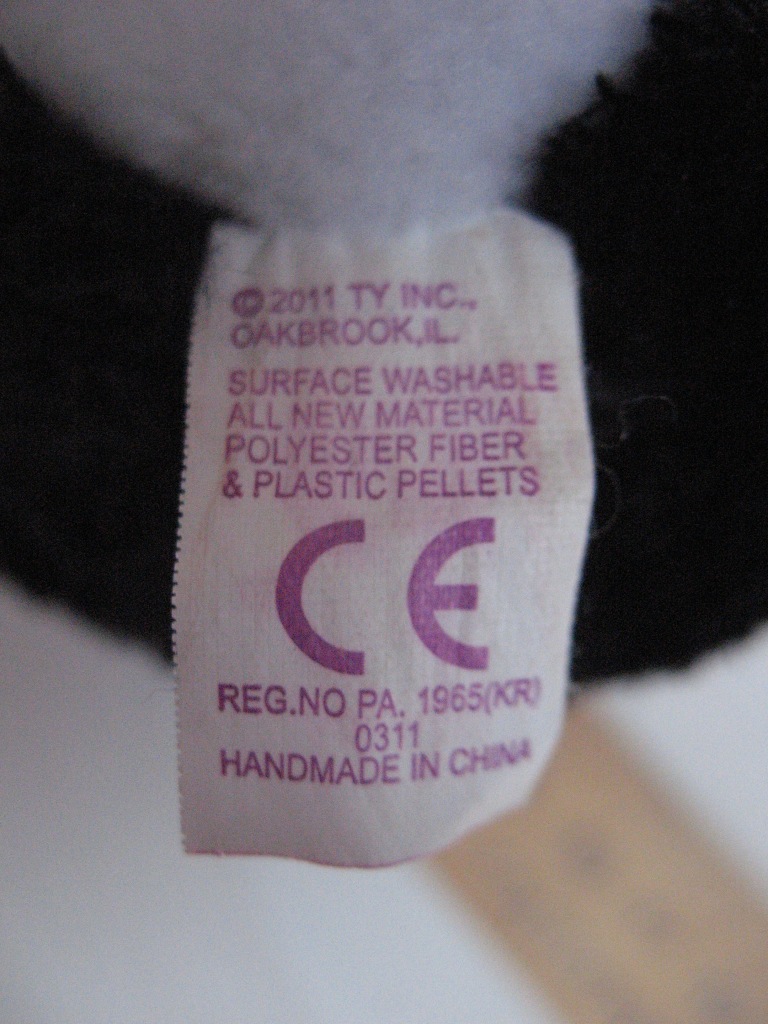 ©2011 TY INC.,
OAKBROOK,IL.
SURFACE WASHABLE
ALL NEW MATERIAL
POLYESTER FIBER
& PLASTIC PELLETS
CE
REG.NO PA. 1965(KR)
0311
HANDMADE IN CHINA